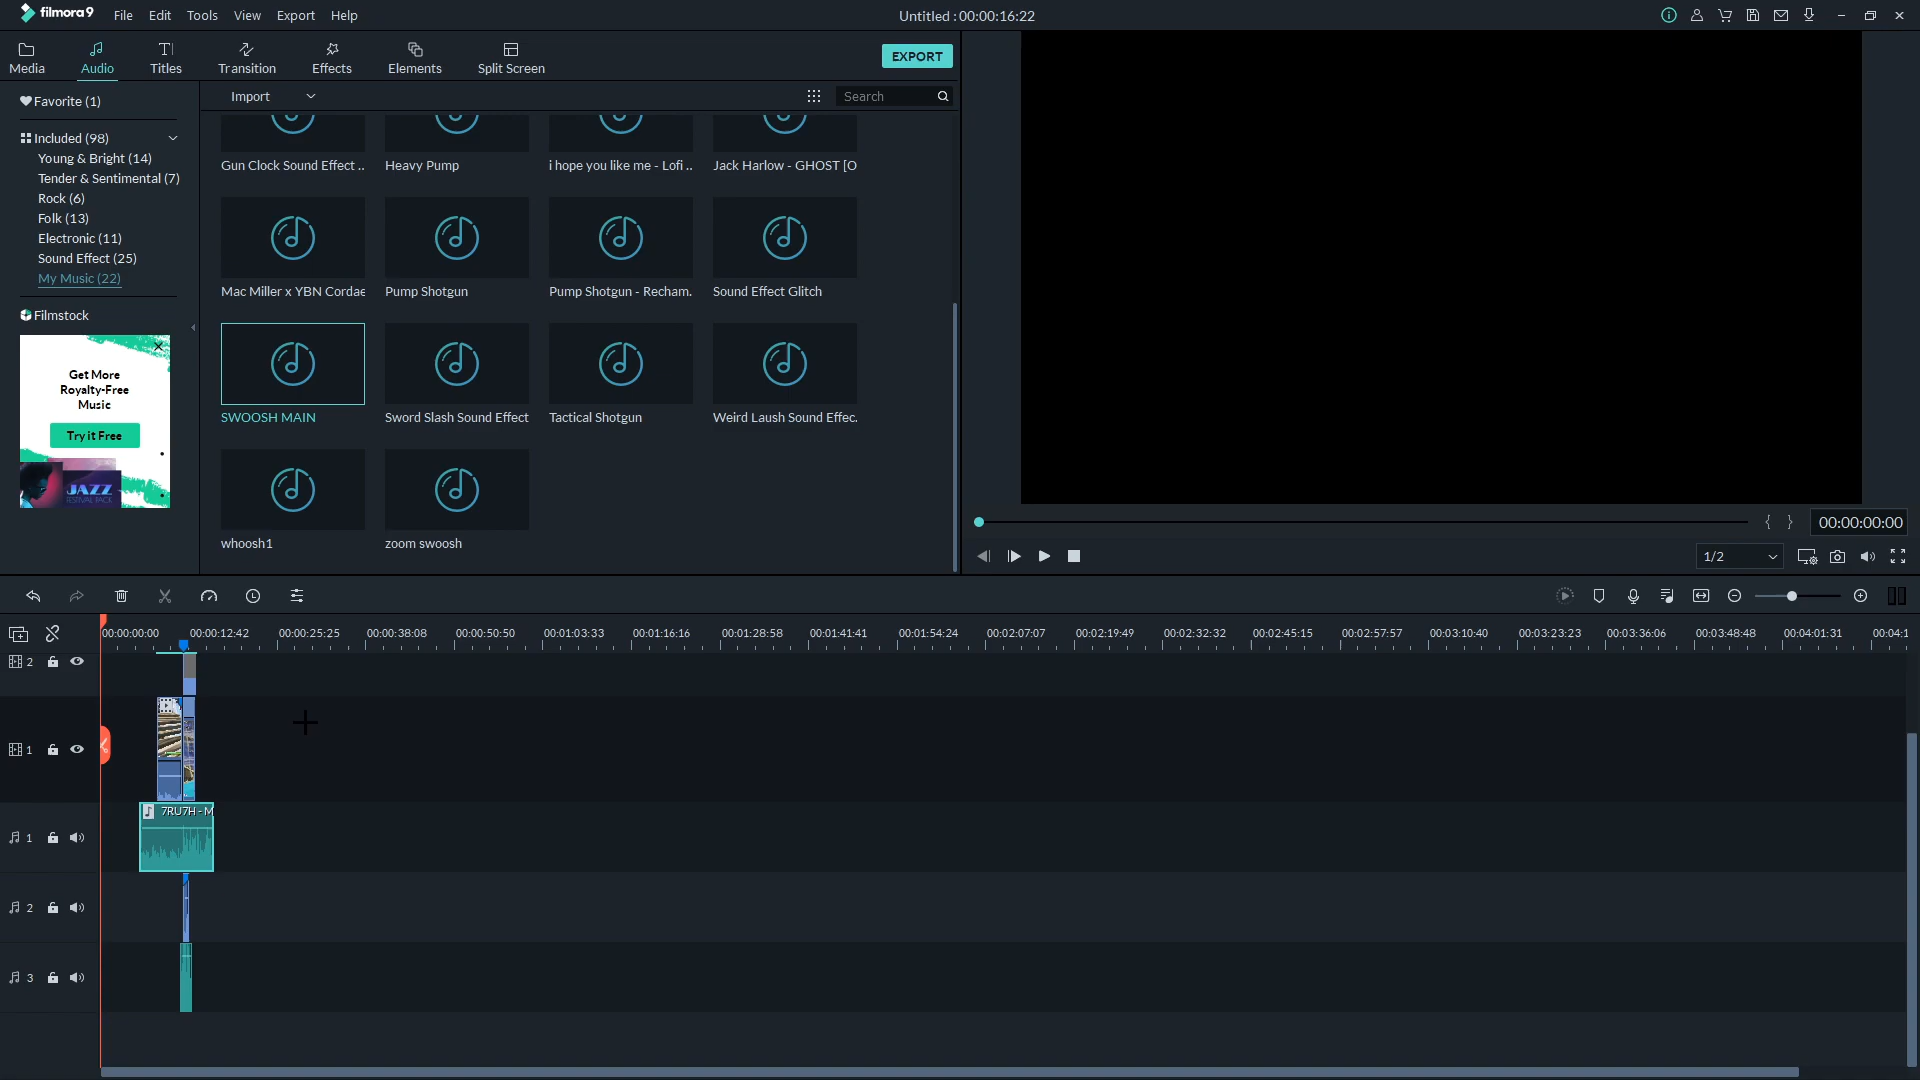 filmora9 File Edit Tools View Export Help Untitled : 00:00:16:22
Media Audio Titles Transition Effects Elements Split Screen EXPORT
Favorite (1)
Import Search
Included (98)
Young & Bright (14)
Tender & Sentimental (7)
Rock (6)
Folk (13)
Electronic (11)
Sound Effect (25)
My Music (22)
Filmstock
Get More
Royalty-Free
Music
Try it Free
JAZZ
FESTIVAL PACK
Gun Clock Sound Effect .. Heavy Pump i hope you like me - Lofi .. Jack Harlow - GHOST [O
Mac Miller x YBN Cordae Pump Shotgun Pump Shotgun - Recham. Sound Effect Glitch
SWOOSH MAIN Sword Slash Sound Effect Tactical Shotgun Weird Laush Sound Effec.
whoosh1 zoom swoosh
{ } 00:00:00:00
1/2
00:00:00:00 00:00:12:42 00:00:25:25 00:00:38:08 00:00:50:50 00:01:03:33 00:01:16:16 00:01:28:58 00:01:41:41 00:01:54:24 00:02:07:07 00:02:19:49 00:02:32:32 00:02:45:15 00:02:57:57 00:03:10:40 00:03:23:23 00:03:36:06 00:03:48:48 00:04:01:31 00:04:1
2
1
1 7RU7H - M
2
3